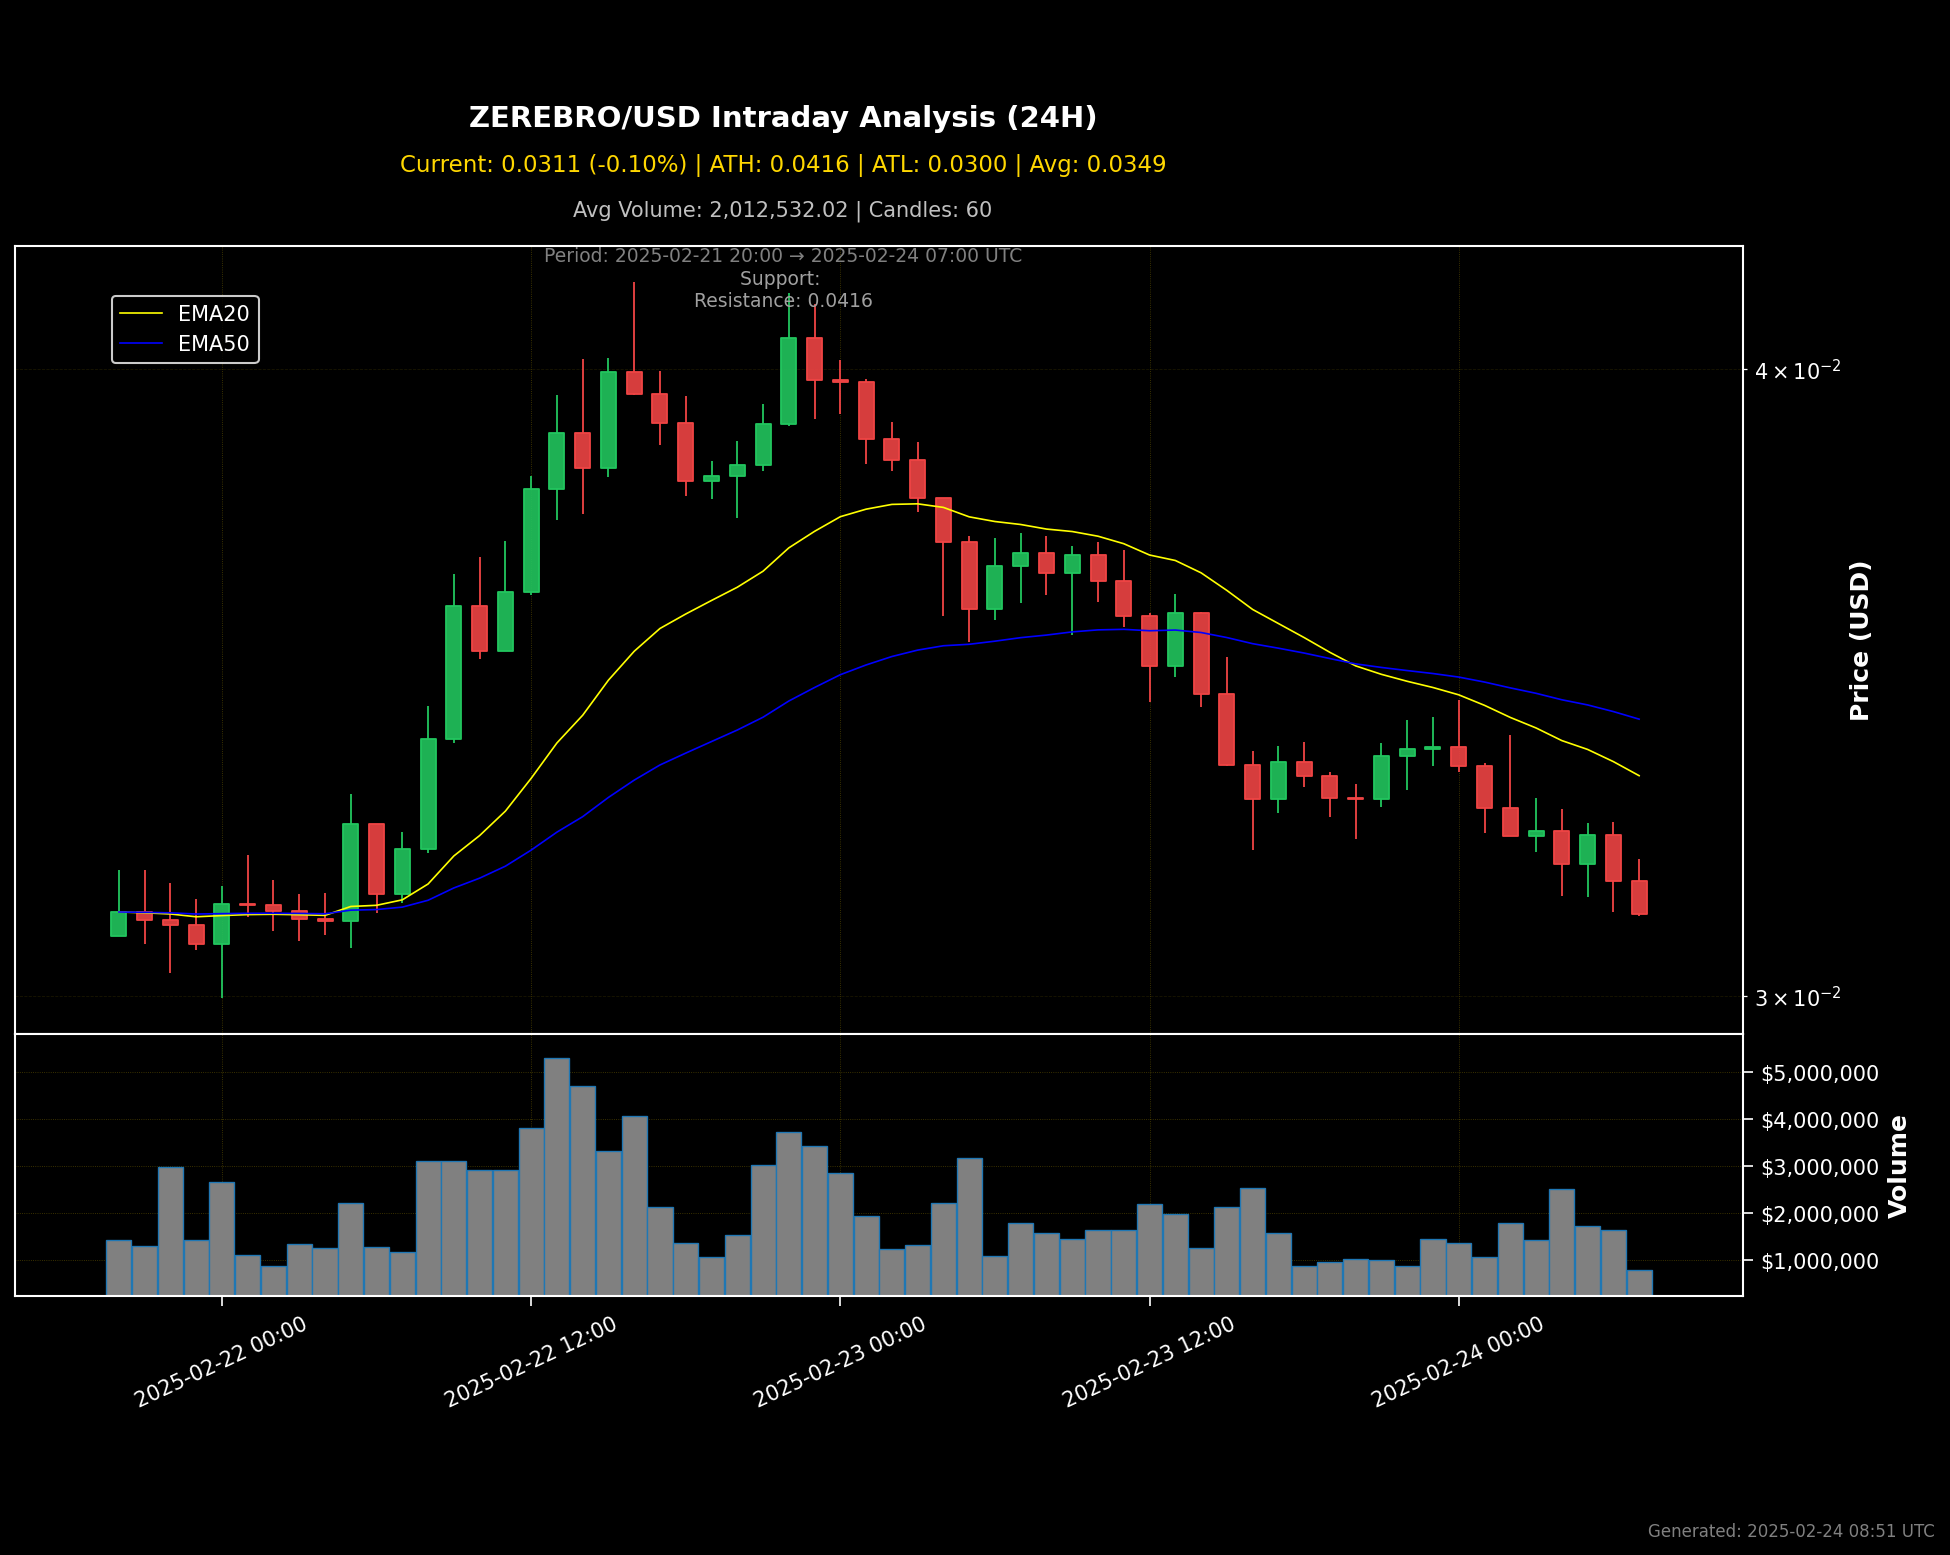 ZEREBRO/USD Intraday Analysis (24H)
Current: 0.0311 (-0.10%) | ATH: 0.0416 | ATL: 0.0300 | Avg: 0.0349
Avg Volume: 2,012,532.02 | Candles: 60
Period: 2025-02-21 20:00 → 2025-02-24 07:00 UTC
Support:
Resistance: 0.0416
EMA20
EMA50
4 × 10⁻²
3 × 10⁻²
Price (USD)
$5,000,000
$4,000,000
$3,000,000
$2,000,000
$1,000,000
Volume
2025-02-22 00:00
2025-02-22 12:00
2025-02-23 00:00
2025-02-23 12:00
2025-02-24 00:00
Generated: 2025-02-24 08:51 UTC